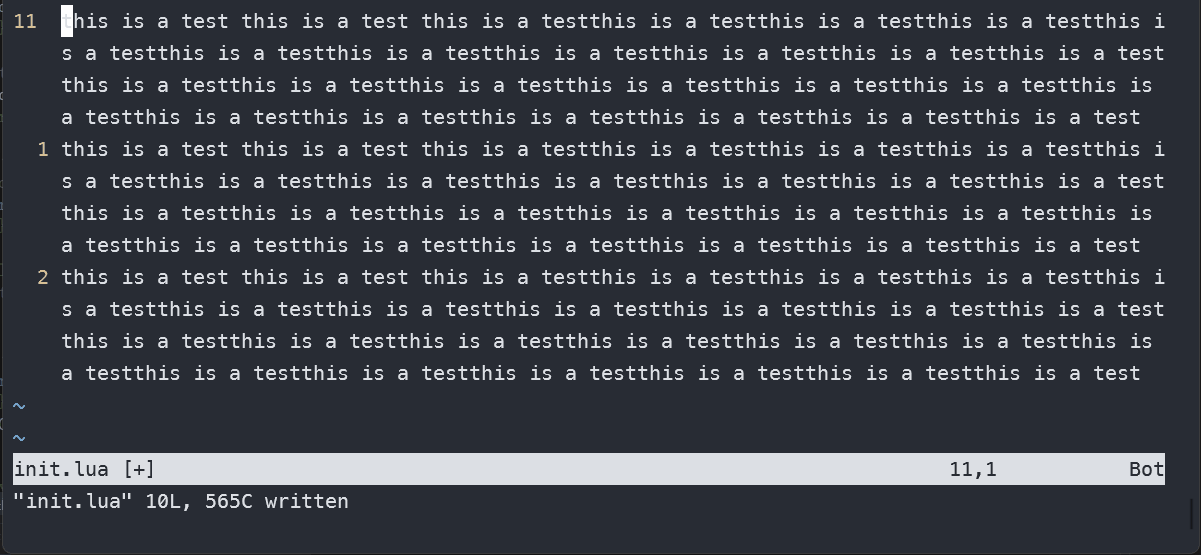 11 this is a test this is a test this is a testthis is a testthis is a testthis is a testthis i
s a testthis is a testthis is a testthis is a testthis is a testthis is a testthis is a test
this is a testthis is a testthis is a testthis is a testthis is a testthis is a testthis is
a testthis is a testthis is a testthis is a testthis is a testthis is a testthis is a test
1 this is a test this is a test this is a testthis is a testthis is a testthis is a testthis i
s a testthis is a testthis is a testthis is a testthis is a testthis is a testthis is a test
this is a testthis is a testthis is a testthis is a testthis is a testthis is a testthis is
a testthis is a testthis is a testthis is a testthis is a testthis is a testthis is a test
2 this is a test this is a test this is a testthis is a testthis is a testthis is a testthis i
s a testthis is a testthis is a testthis is a testthis is a testthis is a testthis is a test
this is a testthis is a testthis is a testthis is a testthis is a testthis is a testthis is
a testthis is a testthis is a testthis is a testthis is a testthis is a testthis is a test
~
~
init.lua [+] 11,1 Bot
"init.lua" 10L, 565C written